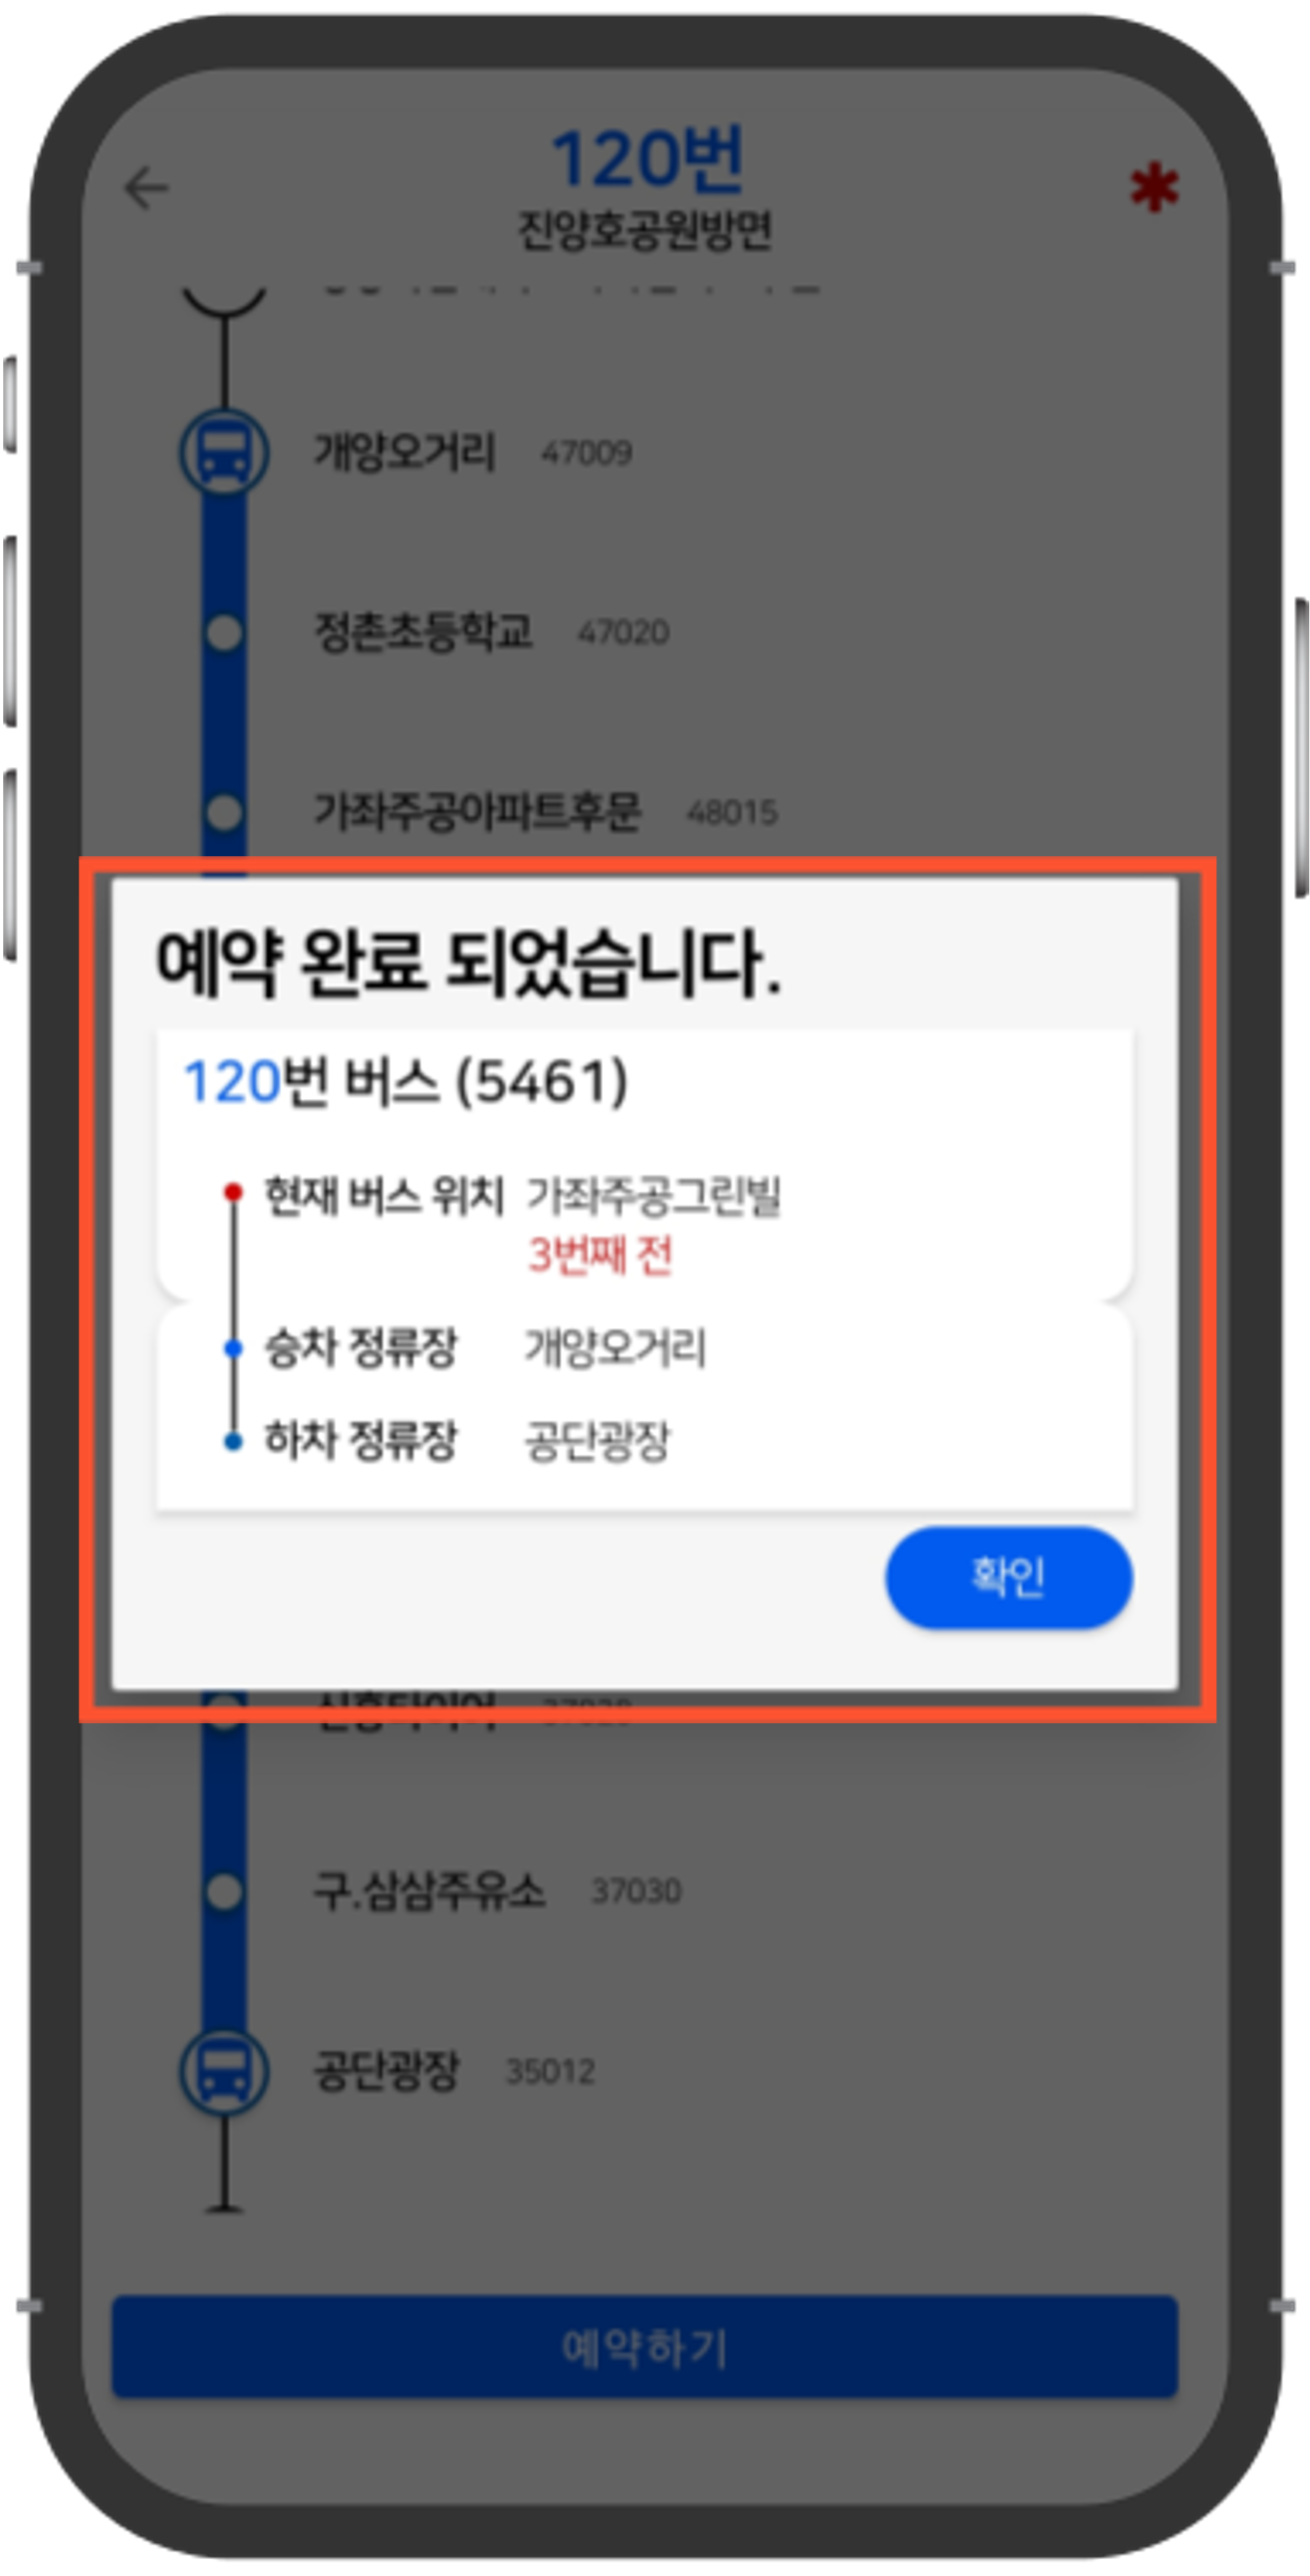 120번
진양호공원방면
개양오거리 47009
정촌초등학교 47020
가좌주공아파트후문 48015
예약 완료 되었습니다.
120번 버스 (5461)
현재 버스 위치 가좌주공그린빌
3번째 전
승차 정류장 개양오거리
하차 정류장 공단광장
확인
구.삼삼주유소 37030
공단광장 35012
예약하기